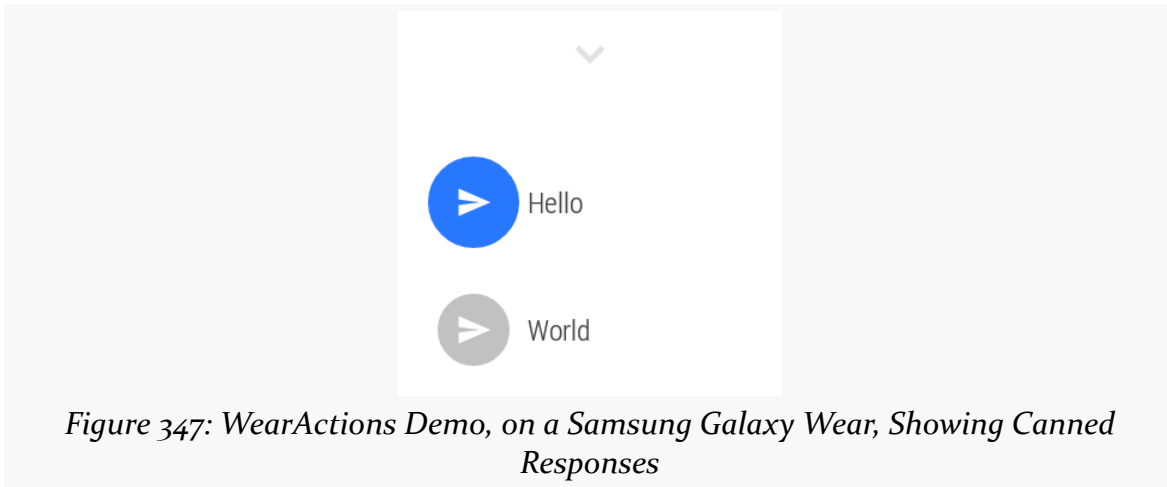 Hello
World
Figure 347: WearActions Demo, on a Samsung Galaxy Wear, Showing Canned
Responses